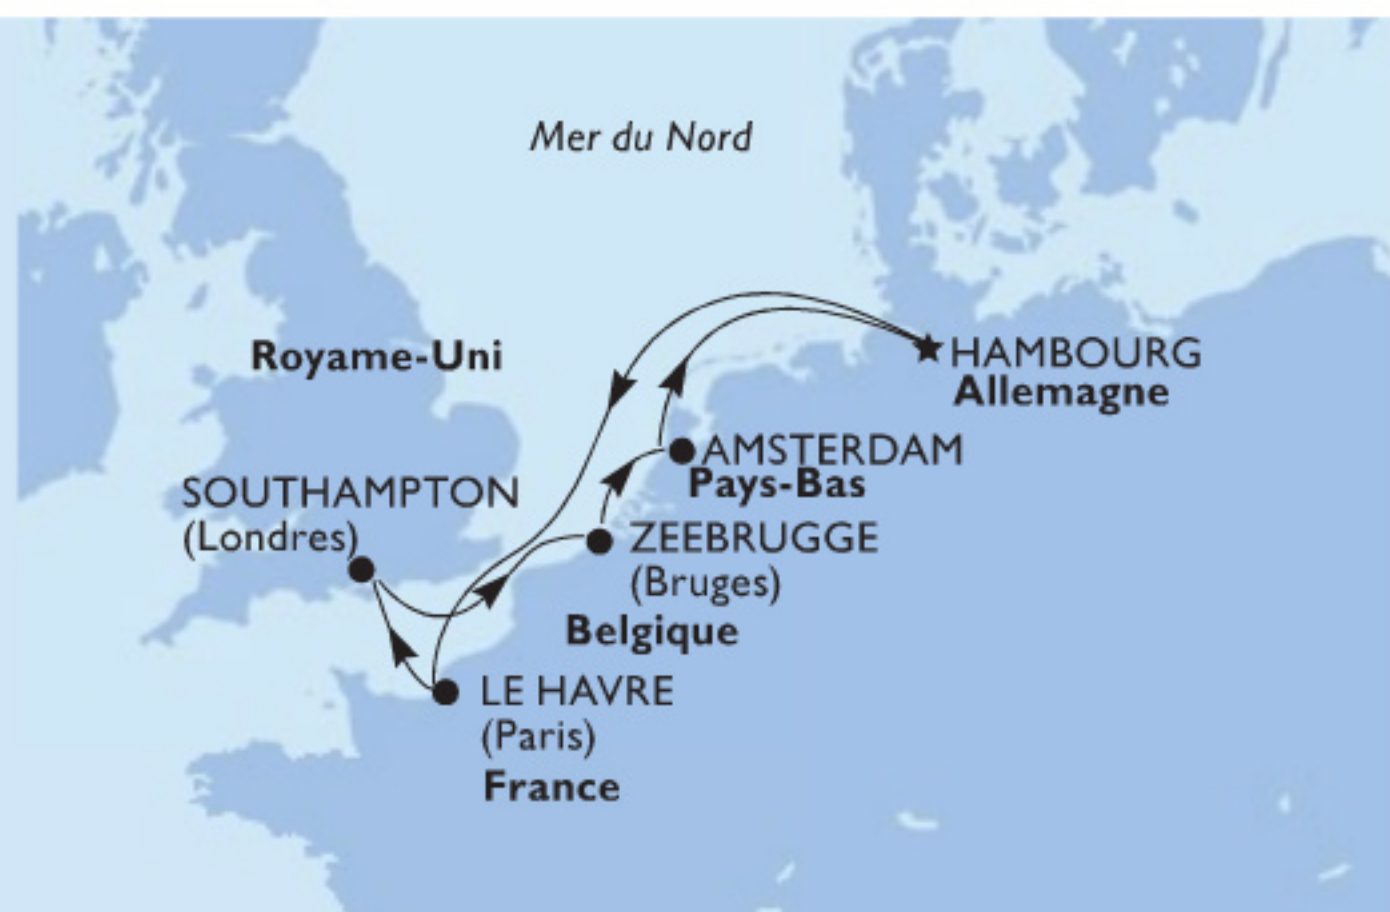 Mer du Nord
Royame-Uni
HAMBOURG
Allemagne
AMSTERDAM
Pays-Bas
SOUTHAMPTON
(Londres)
ZEEBRUGGE
(Bruges)
Belgique
LE HAVRE
(Paris)
France